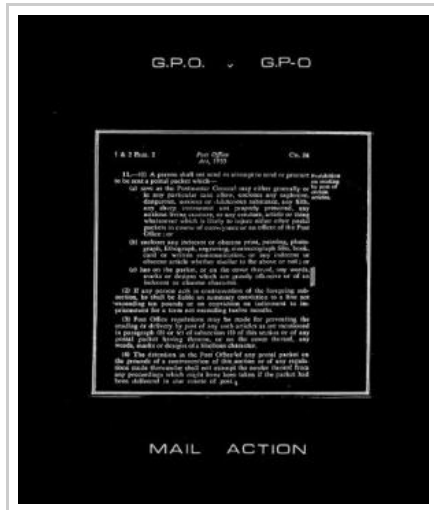 G.P.O. v G.P-O
1 & 2 ELIZ. 2 Post Office CH. 36
Act, 1953
11.—(1) A person shall not send or attempt to send or procure
to be sent a postal packet which—
(a) save as the Postmaster General may either generally or
in any particular case allow, encloses any explosive,
dangerous, noxious or deleterious substance, any filth,
any sharp instrument not properly protected, any
noxious living creature, or any creature, article or thing
whatsoever which is likely to injure either other postal
packets in course of conveyance or an officer of the Post
Office; or
(b) encloses any indecent or obscene print, painting, photo-
graph, lithograph, engraving, cinematograph film, book,
card or written communication, or any indecent or
obscene article whether similar to the above or not; or
(c) has on the packet, or on the cover thereof, any words,
marks or designs which are grossly offensive or of an
indecent or obscene character.
(2) If any person acts in contravention of the foregoing sub-
section, he shall be liable on summary conviction to a fine not
exceeding ten pounds or on conviction on indictment to im-
prisonment for a term not exceeding twelve months.
(3) Post Office regulations may be made for preventing the
sending or delivery by post of any such articles as are mentioned
in paragraph (b) or (c) of subsection (1) of this section or of any
postal packet having thereon, or on the cover thereof, any
words, marks or designs of a libellous character.
(4) The detention in the Post Office of any postal packet on
the grounds of a contravention of this section or of any regula-
tions made thereunder shall not exempt the sender thereof from
any proceedings which might have been taken if the packet had
been delivered in due course of post.
Prohibition
on sending
by post of
certain
articles.
MAIL ACTION